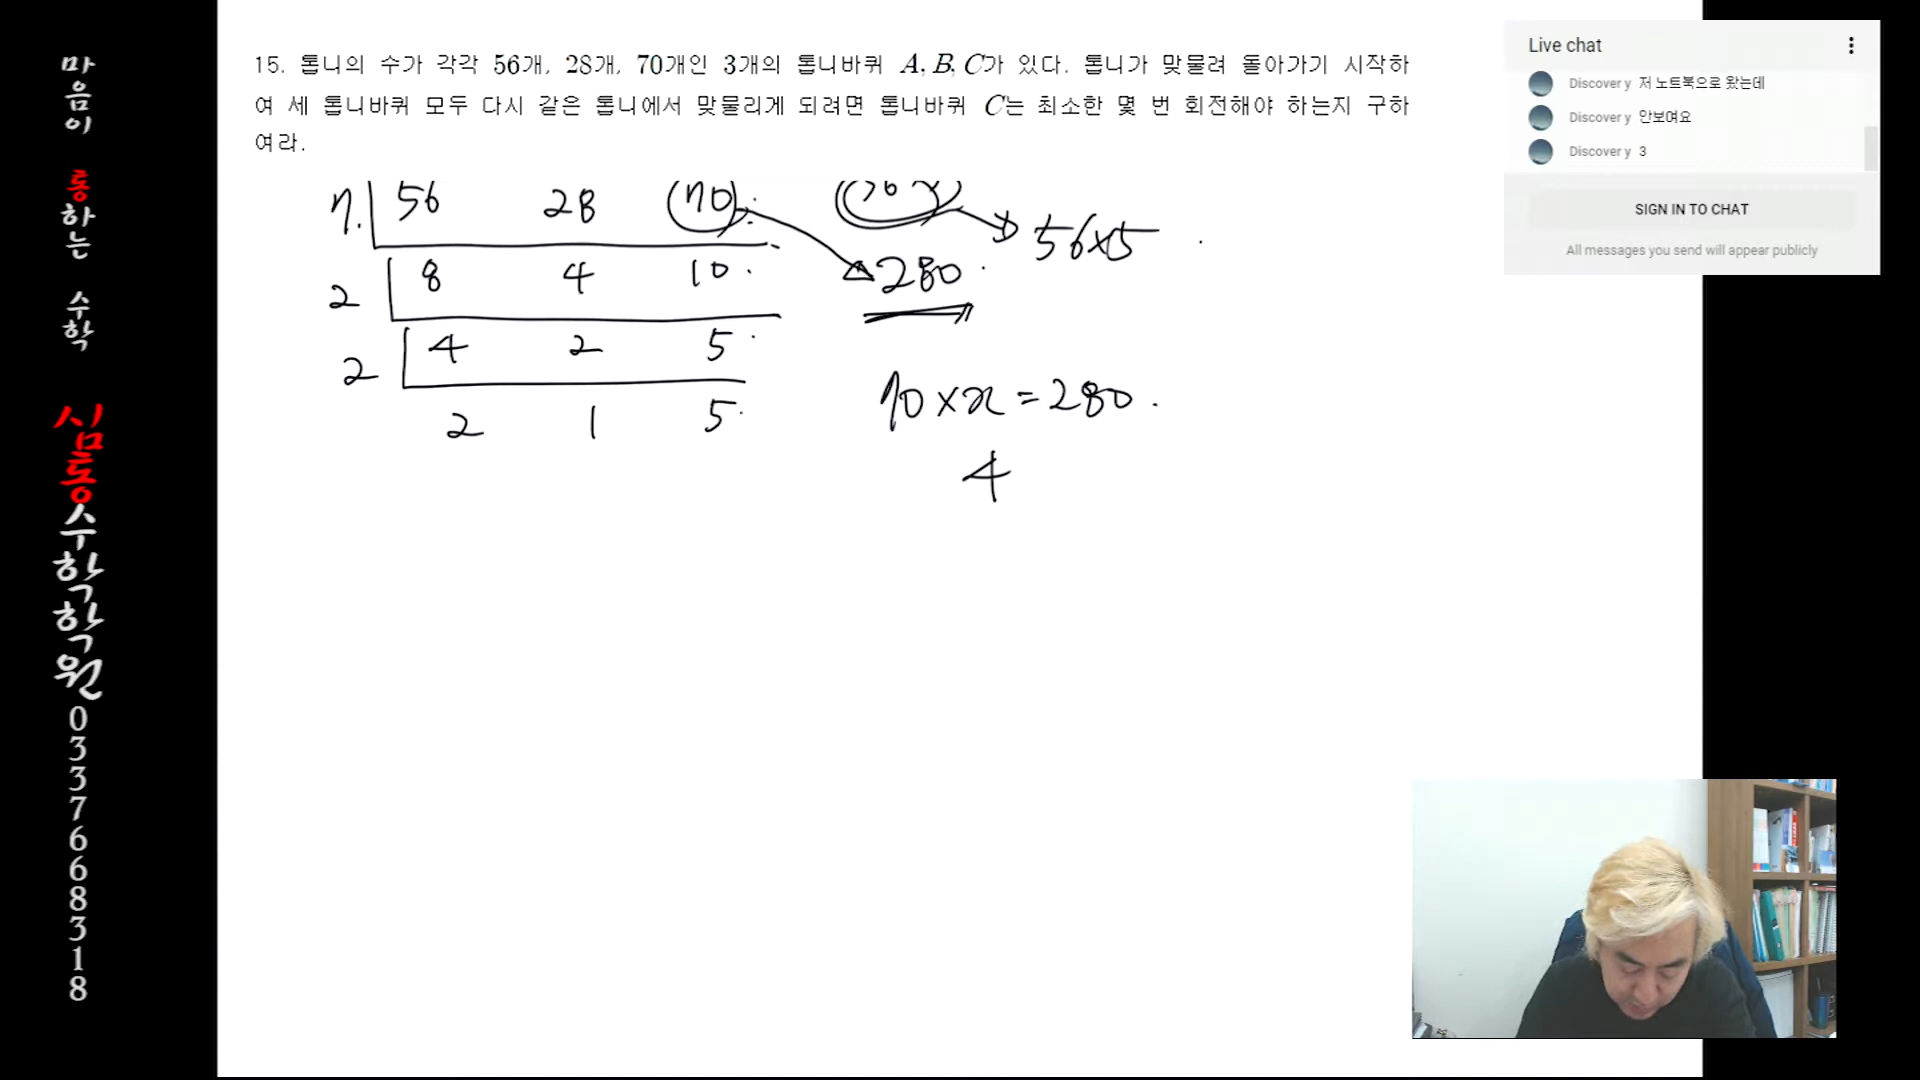 마음이 통하는 수학
심통수학학원
0337668318
15. 톱니의 수가 각각 56개, 28개, 70개인 3개의 톱니바퀴 A, B, C가 있다. 톱니가 맞물려 돌아가기 시작하
여 세 톱니바퀴 모두 다시 같은 톱니에서 맞물리게 되려면 톱니바퀴 C는 최소한 몇 번 회전해야 하는지 구하
여라.
7. 56 28 70
2 8 4 10
2 4 2 5
2 1 5
56×5
280
70×x=280.
4
Live chat
Discover y 저 노트북으로 왔는데
Discover y 안보여요
Discover y 3
SIGN IN TO CHAT
All messages you send will appear publicly